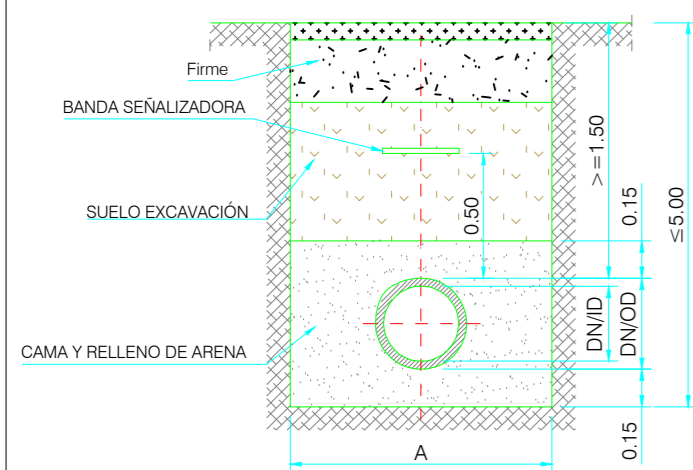 Firme
BANDA SEÑALIZADORA
SUELO EXCAVACIÓN
CAMA Y RELLENO DE ARENA
0.50
>=1.50
0.15
≤5.00
DN/ID
DN/OD
0.15
A